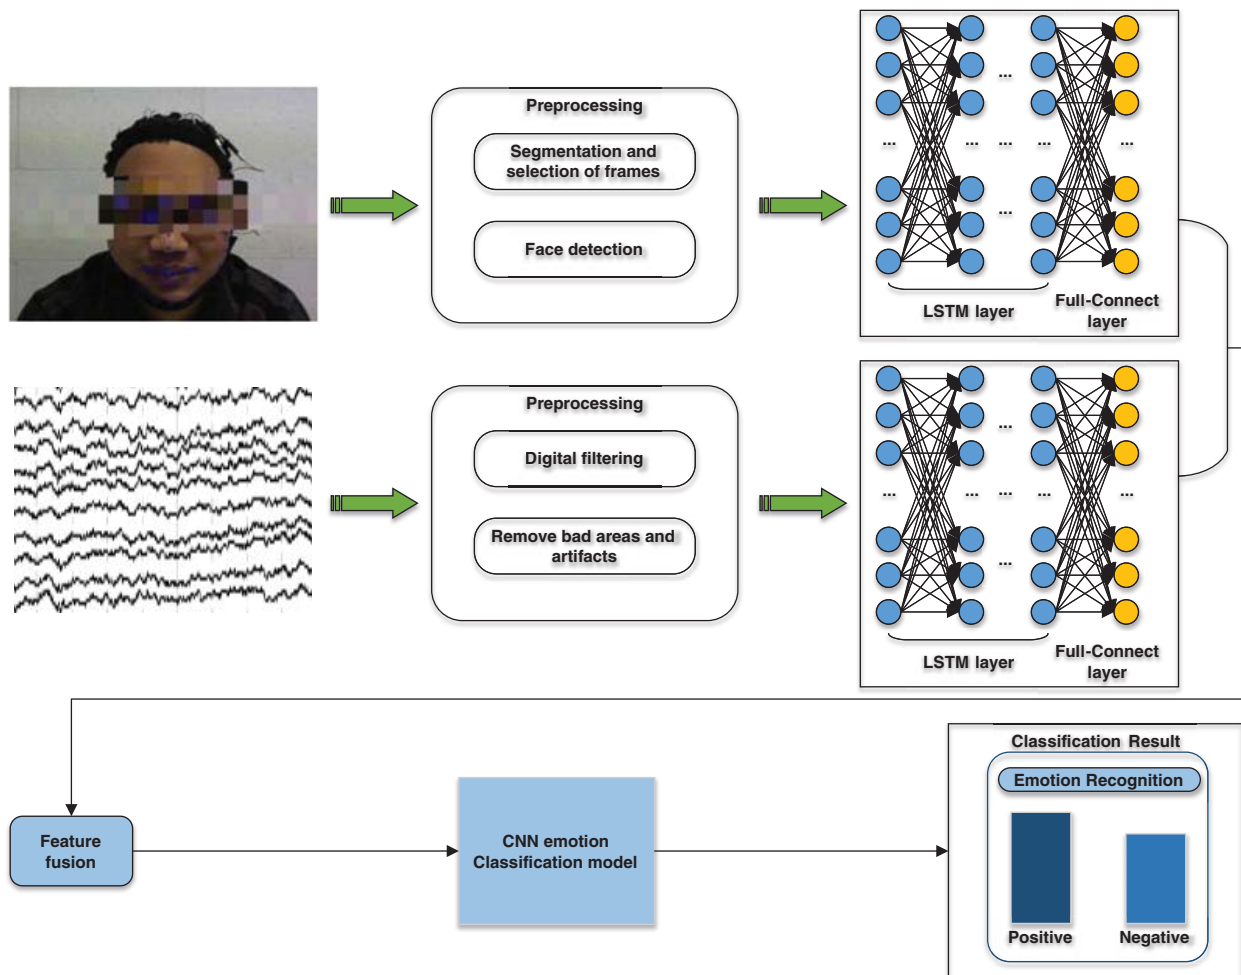 Preprocessing
Segmentation and
selection of frames
Face detection
...
...
... ... ...
...
...
LSTM layer
Full-Connect
layer
Preprocessing
Digital filtering
Remove bad areas and
artifacts
...
...
... ... ...
...
...
LSTM layer
Full-Connect
layer
Feature
fusion
CNN emotion
Classification model
Classification Result
Emotion Recognition
Positive
Negative